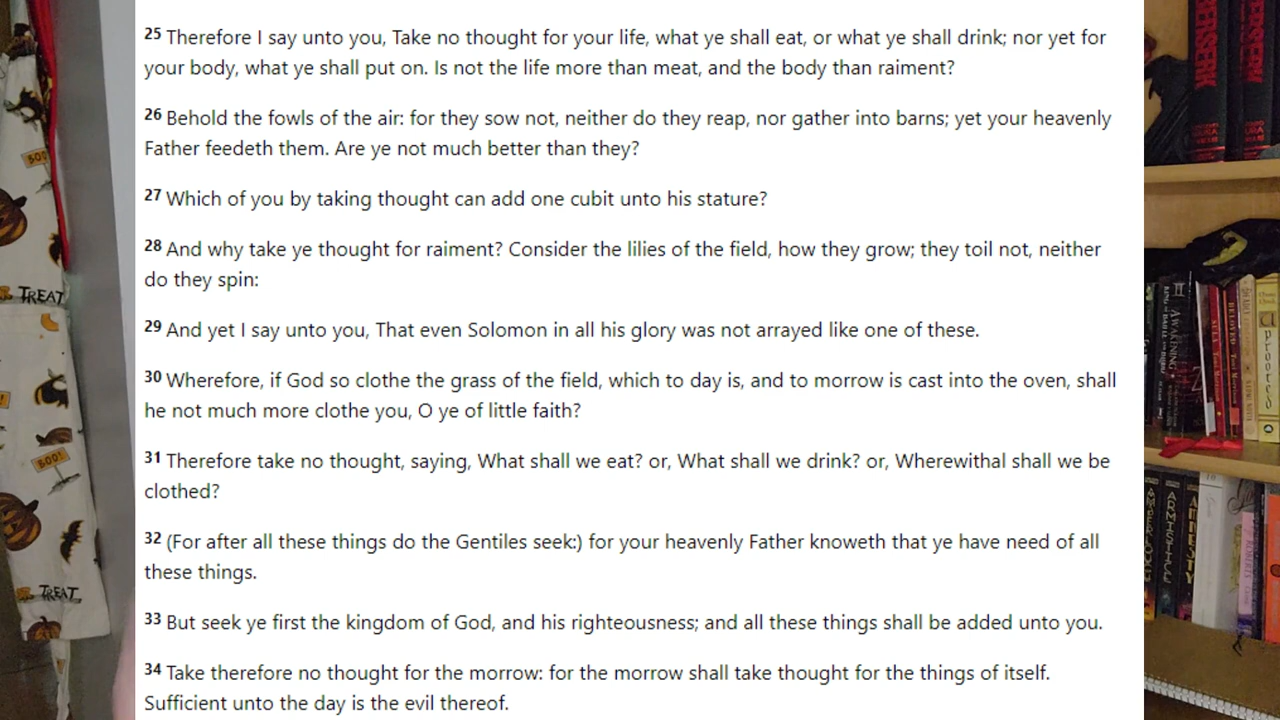 25 Therefore I say unto you, Take no thought for your life, what ye shall eat, or what ye shall drink; nor yet for
your body, what ye shall put on. Is not the life more than meat, and the body than raiment?
26 Behold the fowls of the air: for they sow not, neither do they reap, nor gather into barns; yet your heavenly
Father feedeth them. Are ye not much better than they?
27 Which of you by taking thought can add one cubit unto his stature?
28 And why take ye thought for raiment? Consider the lilies of the field, how they grow; they toil not, neither
do they spin:
29 And yet I say unto you, That even Solomon in all his glory was not arrayed like one of these.
30 Wherefore, if God so clothe the grass of the field, which to day is, and to morrow is cast into the oven, shall
he not much more clothe you, O ye of little faith?
31 Therefore take no thought, saying, What shall we eat? or, What shall we drink? or, Wherewithal shall we be
clothed?
32 (For after all these things do the Gentiles seek:) for your heavenly Father knoweth that ye have need of all
these things.
33 But seek ye first the kingdom of God, and his righteousness; and all these things shall be added unto you.
34 Take therefore no thought for the morrow: for the morrow shall take thought for the things of itself.
Sufficient unto the day is the evil thereof.
BOO
TREAT
BOO!
TREAT
BERSERK
II
AWAKENING
SULA
BELOVED
uprooted
ARMISTICE
AMNESTY